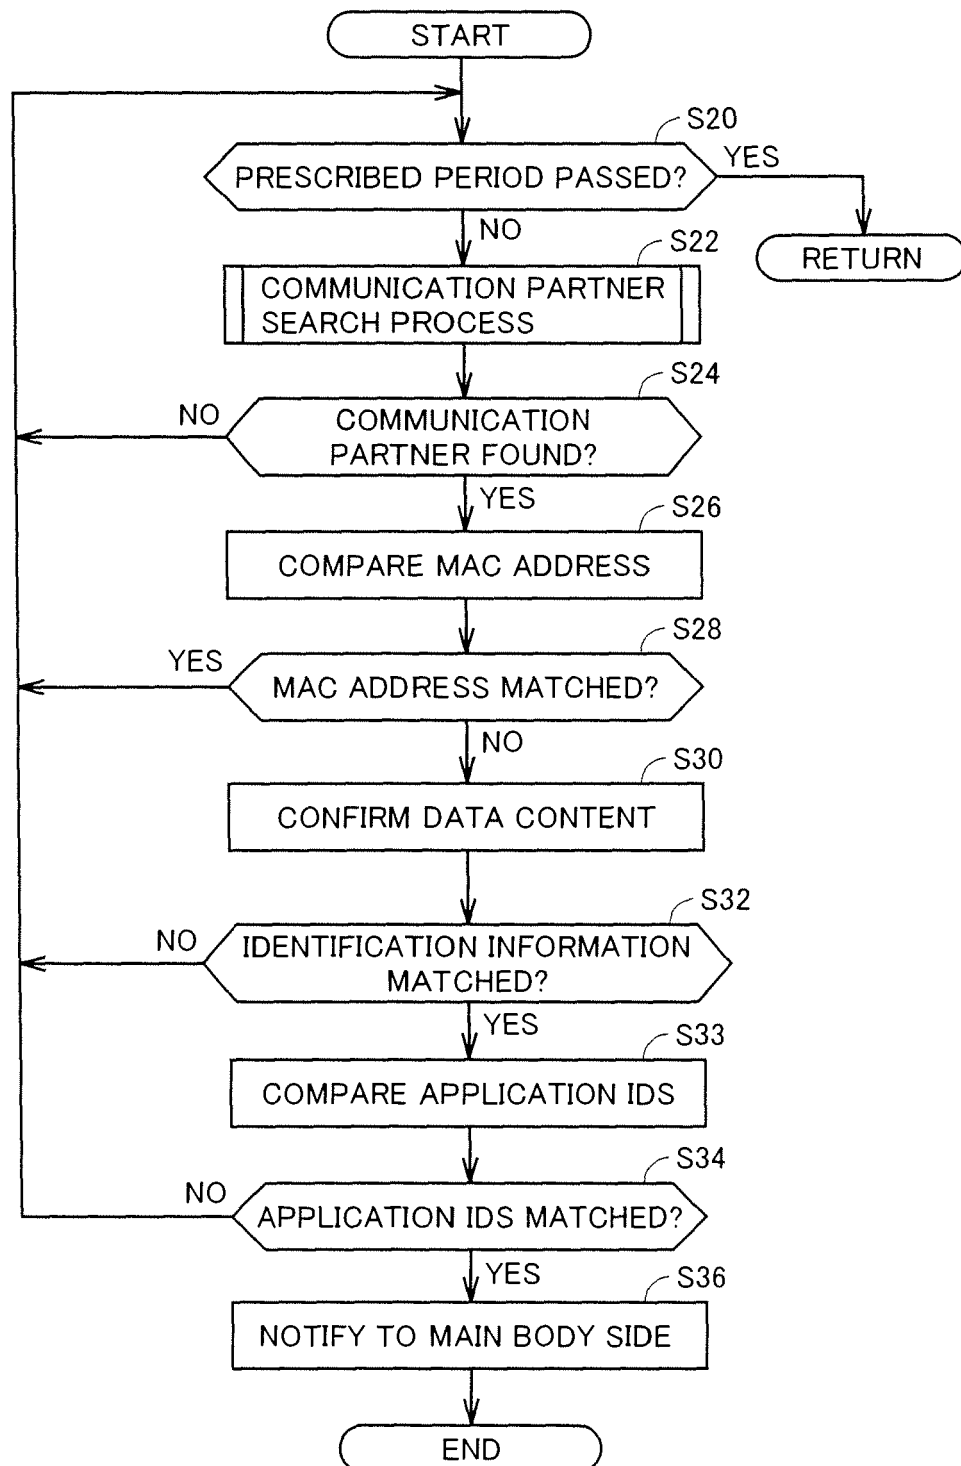 START
S20
PRESCRIBED PERIOD PASSED?
YES
NO
RETURN
S22
COMMUNICATION PARTNER
SEARCH PROCESS
S24
NO
COMMUNICATION
PARTNER FOUND?
YES
S26
COMPARE MAC ADDRESS
S28
YES
MAC ADDRESS MATCHED?
NO
S30
CONFIRM DATA CONTENT
S32
NO
IDENTIFICATION INFORMATION
MATCHED?
YES
S33
COMPARE APPLICATION IDS
S34
NO
APPLICATION IDS MATCHED?
YES
S36
NOTIFY TO MAIN BODY SIDE
END